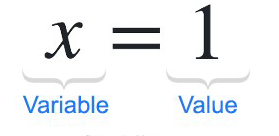 x = 1
Variable Value